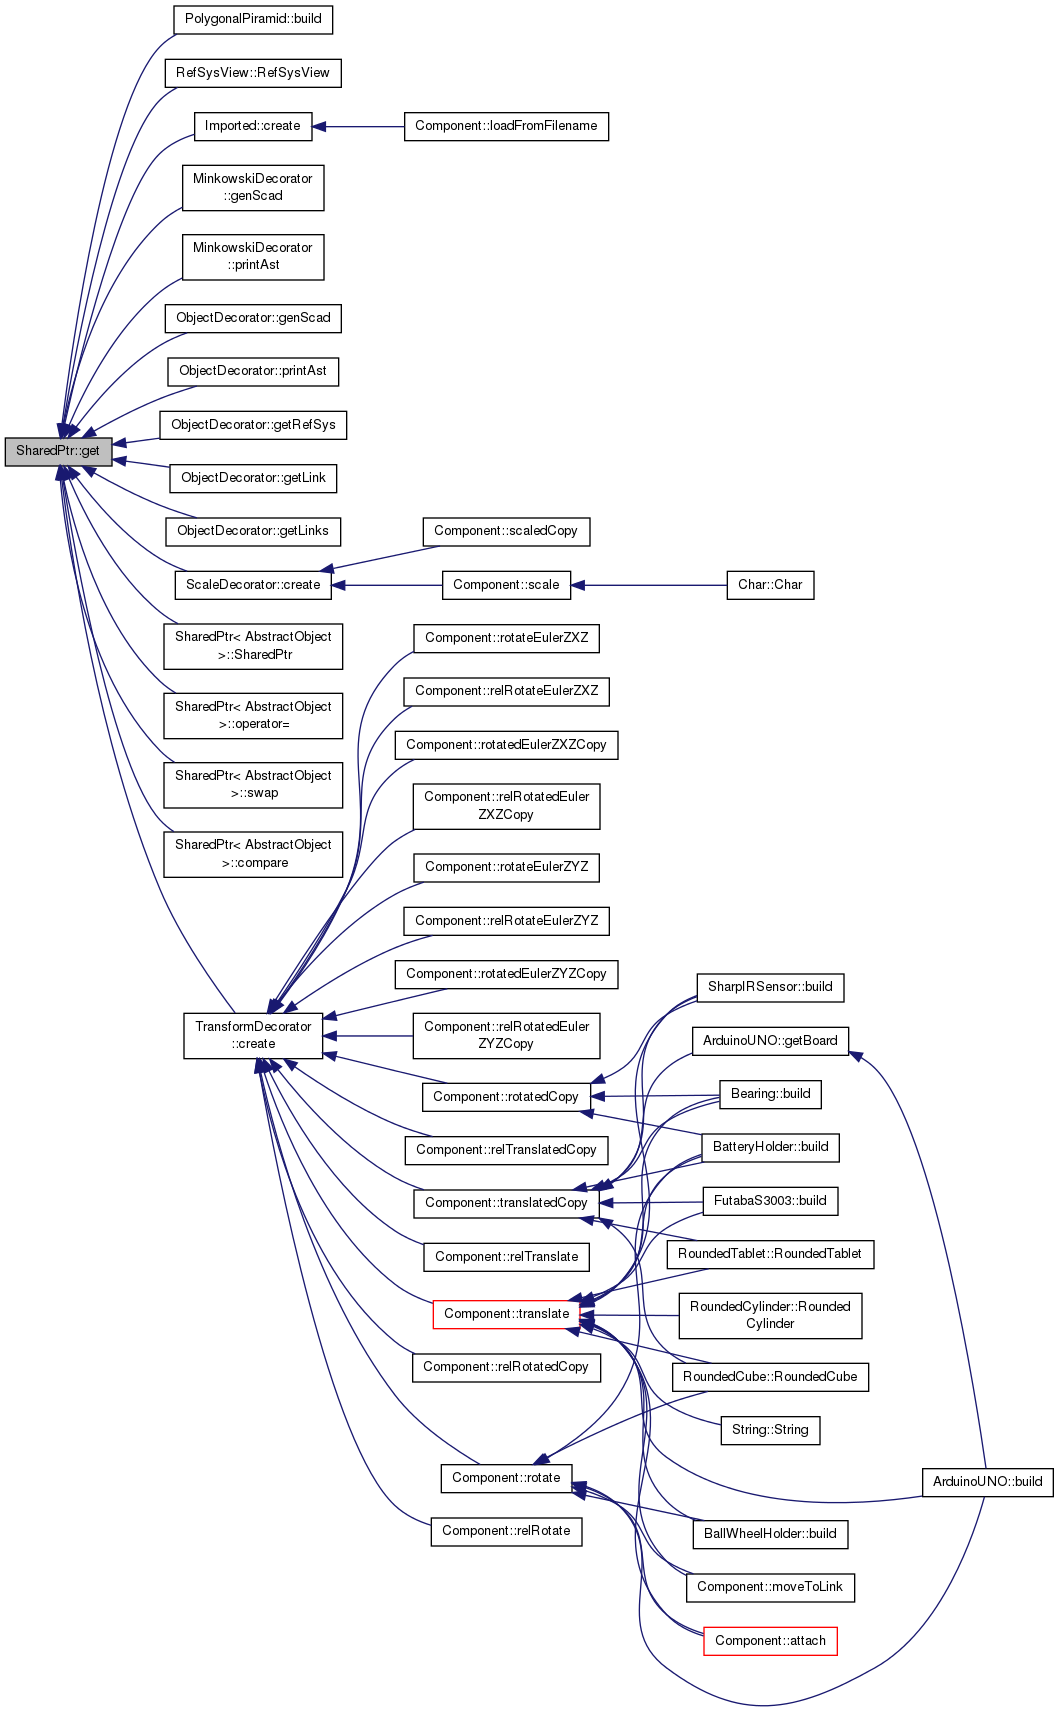 PolygonalPiramid::build
RefSysView::RefSysView
Imported::create
Component::loadFromFilename
MinkowskiDecorator
::genScad
MinkowskiDecorator
::printAst
ObjectDecorator::genScad
ObjectDecorator::printAst
ObjectDecorator::getRefSys
SharedPtr::get
ObjectDecorator::getLink
ObjectDecorator::getLinks
Component::scaledCopy
ScaleDecorator::create
Component::scale
Char::Char
SharedPtr< AbstractObject
>::SharedPtr
Component::rotateEulerZXZ
SharedPtr< AbstractObject
>::operator=
Component::relRotateEulerZXZ
Component::rotatedEulerZXZCopy
SharedPtr< AbstractObject
>::swap
Component::relRotatedEuler
ZXZCopy
SharedPtr< AbstractObject
>::compare
Component::rotateEulerZYZ
Component::relRotateEulerZYZ
Component::rotatedEulerZYZCopy
SharpIRSensor::build
TransformDecorator
::create
Component::relRotatedEuler
ZYZCopy
ArduinoUNO::getBoard
Component::rotatedCopy
Bearing::build
Component::relTranslatedCopy
BatteryHolder::build
Component::translatedCopy
FutabaS3003::build
Component::relTranslate
RoundedTablet::RoundedTablet
Component::translate
RoundedCylinder::Rounded
Cylinder
Component::relRotatedCopy
RoundedCube::RoundedCube
String::String
Component::rotate
ArduinoUNO::build
Component::relRotate
BallWheelHolder::build
Component::moveToLink
Component::attach